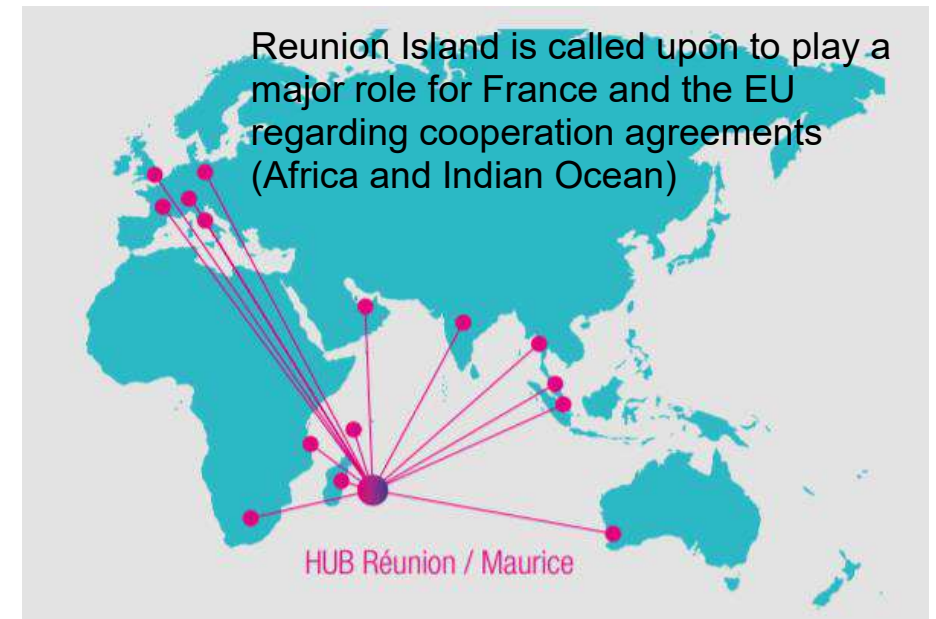 Reunion Island is called upon to play a
major role for France and the EU
regarding cooperation agreements
(Africa and Indian Ocean)
HUB Réunion / Maurice